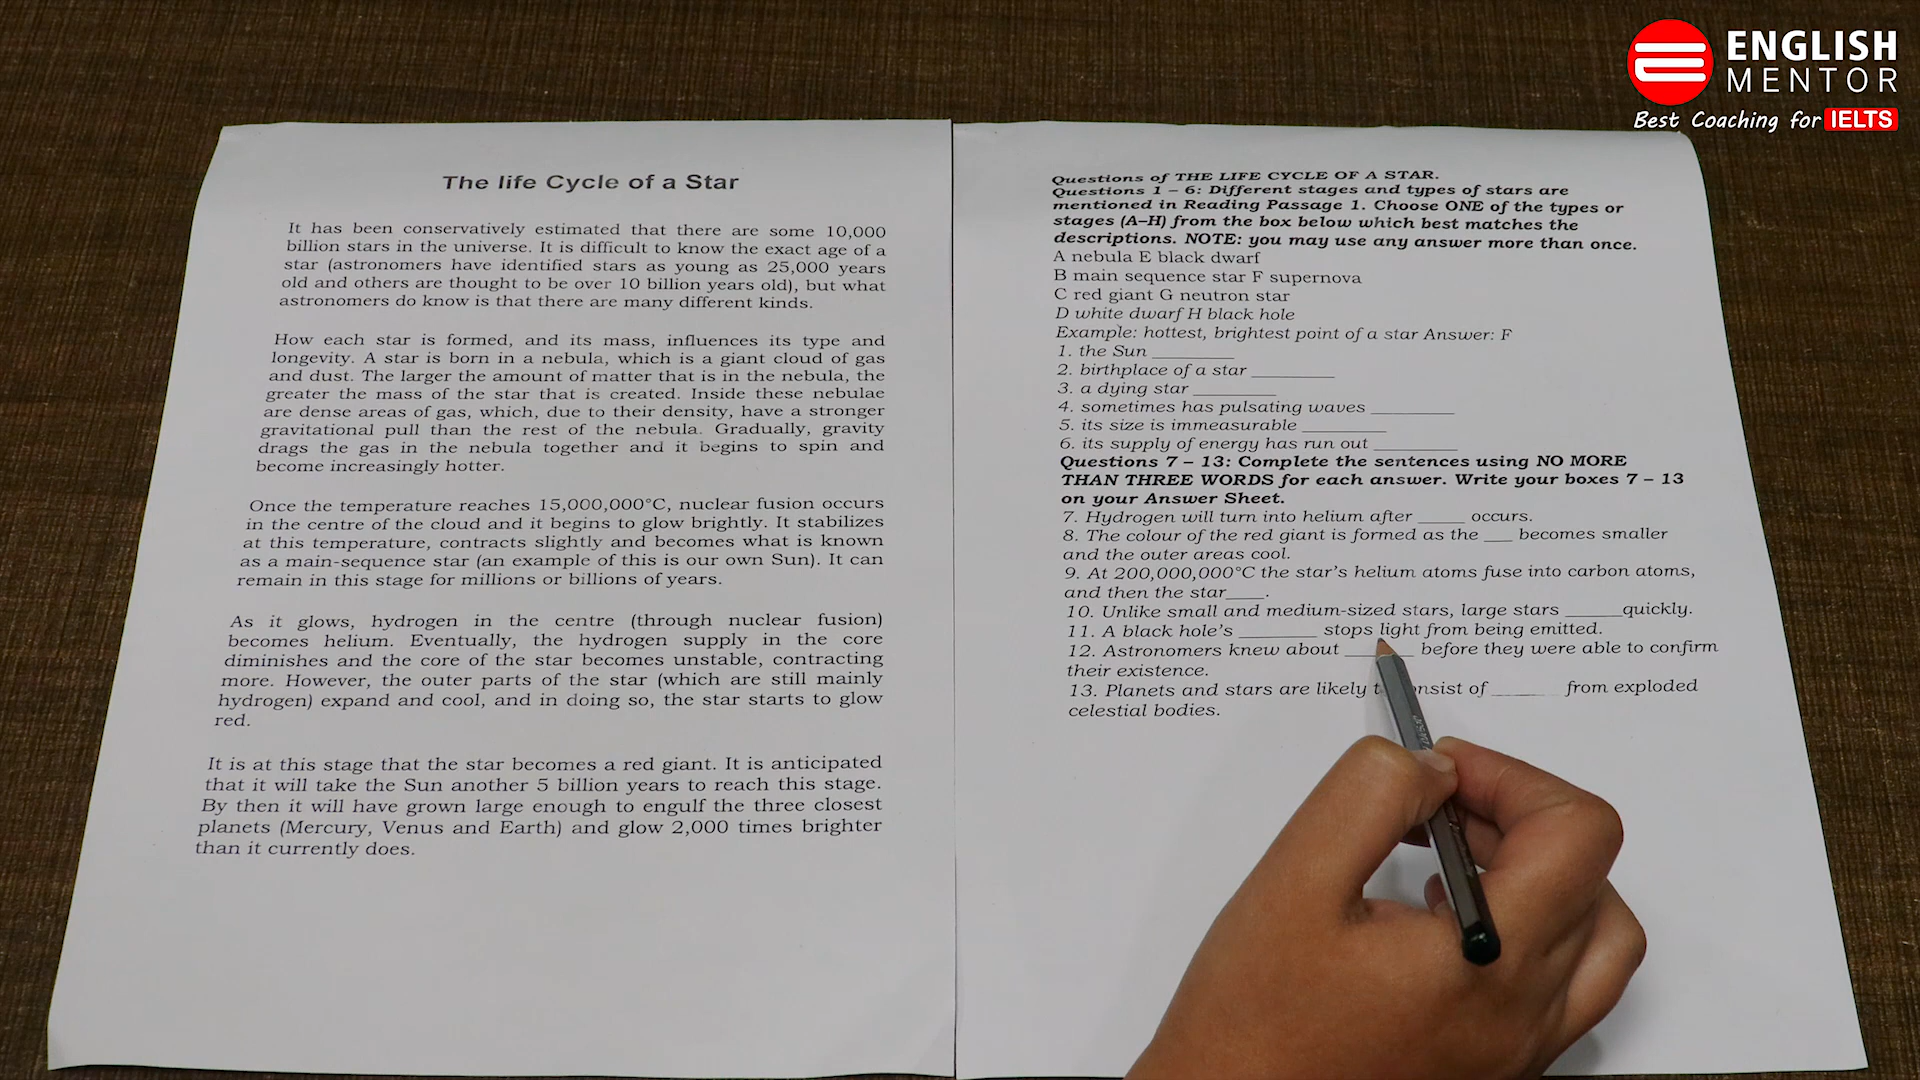 ENGLISH
MENTOR
Best Coaching for IELTS
The life Cycle of a Star
It has been conservatively estimated that there are some 10,000
billion stars in the universe. It is difficult to know the exact age of a
star (astronomers have identified stars as young as 25,000 years
old and others are thought to be over 10 billion years old), but what
astronomers do know is that there are many different kinds.
How each star is formed, and its mass, influences its type and
longevity. A star is born in a nebula, which is a giant cloud of gas
and dust. The larger the amount of matter that is in the nebula, the
greater the mass of the star that is created. Inside these nebulae
are dense areas of gas, which, due to their density, have a stronger
gravitational pull than the rest of the nebula. Gradually, gravity
drags the gas in the nebula together and it begins to spin and
become increasingly hotter.
Once the temperature reaches 15,000,000°C, nuclear fusion occurs
in the centre of the cloud and it begins to glow brightly. It stabilizes
at this temperature, contracts slightly and becomes what is known
as a main-sequence star (an example of this is our own Sun). It can
remain in this stage for millions or billions of years.
As it glows, hydrogen in the centre (through nuclear fusion)
becomes helium. Eventually, the hydrogen supply in the core
diminishes and the core of the star becomes unstable, contracting
more. However, the outer parts of the star (which are still mainly
hydrogen) expand and cool, and in doing so, the star starts to glow
red.
It is at this stage that the star becomes a red giant. It is anticipated
that it will take the Sun another 5 billion years to reach this stage.
By then it will have grown large enough to engulf the three closest
planets (Mercury, Venus and Earth) and glow 2,000 times brighter
than it currently does.
Questions of THE LIFE CYCLE OF A STAR.
Questions 1 – 6: Different stages and types of stars are
mentioned in Reading Passage 1. Choose ONE of the types or
stages (A–H) from the box below which best matches the
descriptions. NOTE: you may use any answer more than once.
A nebula E black dwarf
B main sequence star F supernova
C red giant G neutron star
D white dwarf H black hole
Example: hottest, brightest point of a star Answer: F
1. the Sun ________
2. birthplace of a star ________
3. a dying star ________
4. sometimes has pulsating waves ________
5. its size is immeasurable ________
6. its supply of energy has run out ________
Questions 7 – 13: Complete the sentences using NO MORE
THAN THREE WORDS for each answer. Write your boxes 7 – 13
on your Answer Sheet.
7. Hydrogen will turn into helium after _____ occurs.
8. The colour of the red giant is formed as the ___ becomes smaller
and the outer areas cool.
9. At 200,000,000°C the star's helium atoms fuse into carbon atoms,
and then the star____.
10. Unlike small and medium-sized stars, large stars ______quickly.
11. A black hole's ________ stops light from being emitted.
12. Astronomers knew about _______ before they were able to confirm
their existence.
13. Planets and stars are likely consist of ______ from exploded
celestial bodies.